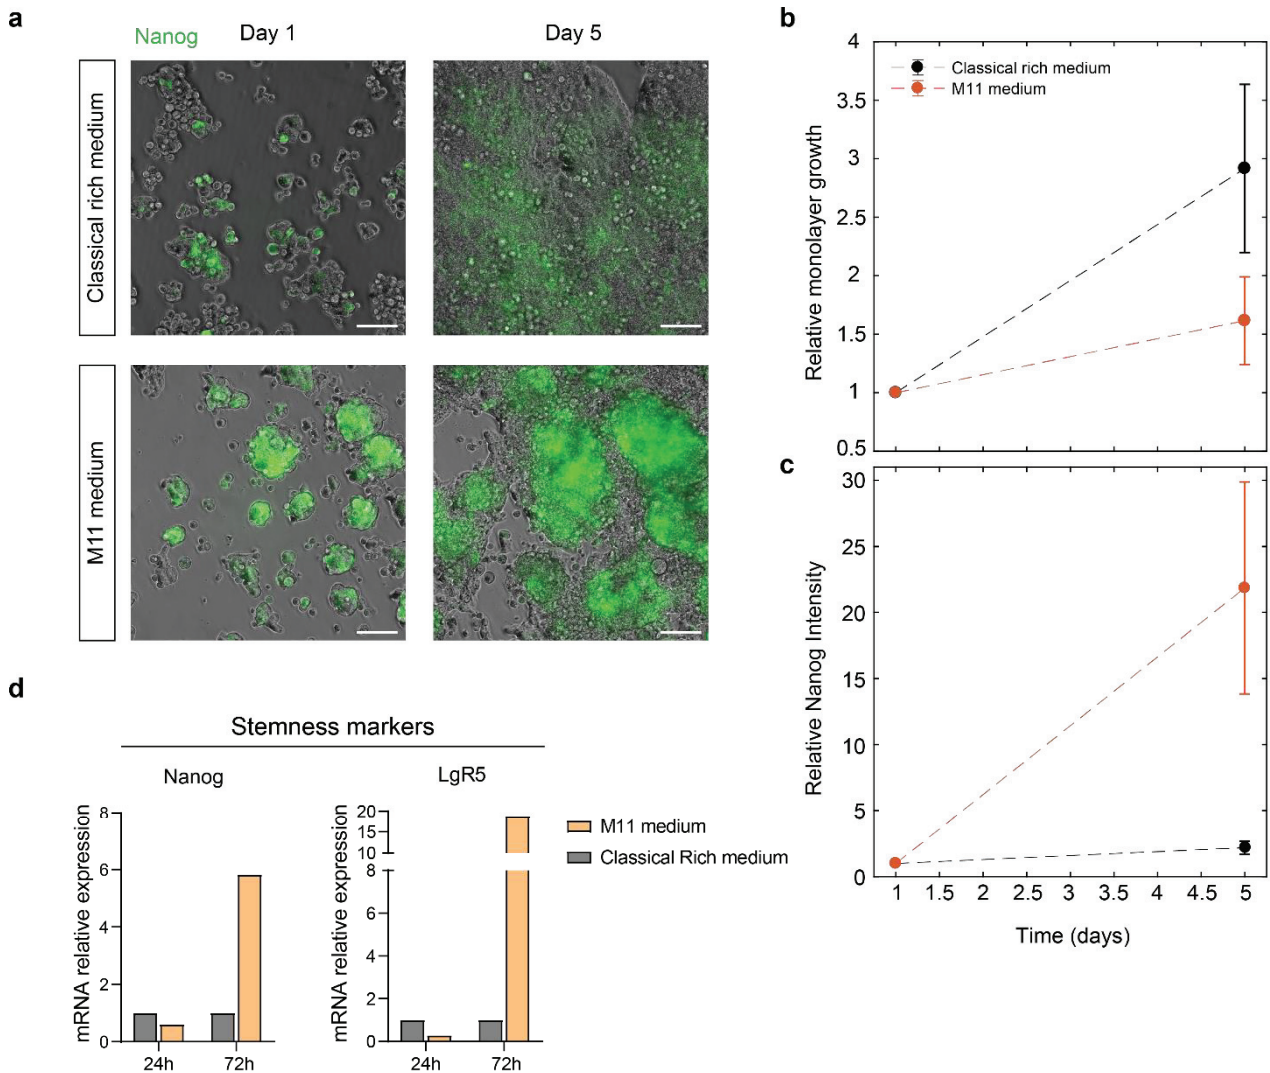 a
Nanog
Day 1
Day 5
Classical rich medium
M11 medium
b
4
3.5
3
2.5
2
1.5
1
0.5
Relative monolayer growth
Classical rich medium
M11 medium
c
30
25
20
15
10
5
0
Relative Nanog Intensity
1 1.5 2 2.5 3 3.5 4 4.5 5
Time (days)
d
Stemness markers
Nanog
mRNA relative expression
8
6
4
2
0
24h 72h
LgR5
mRNA relative expression
20
15
10
8
6
4
2
0
24h 72h
M11 medium
Classical Rich medium